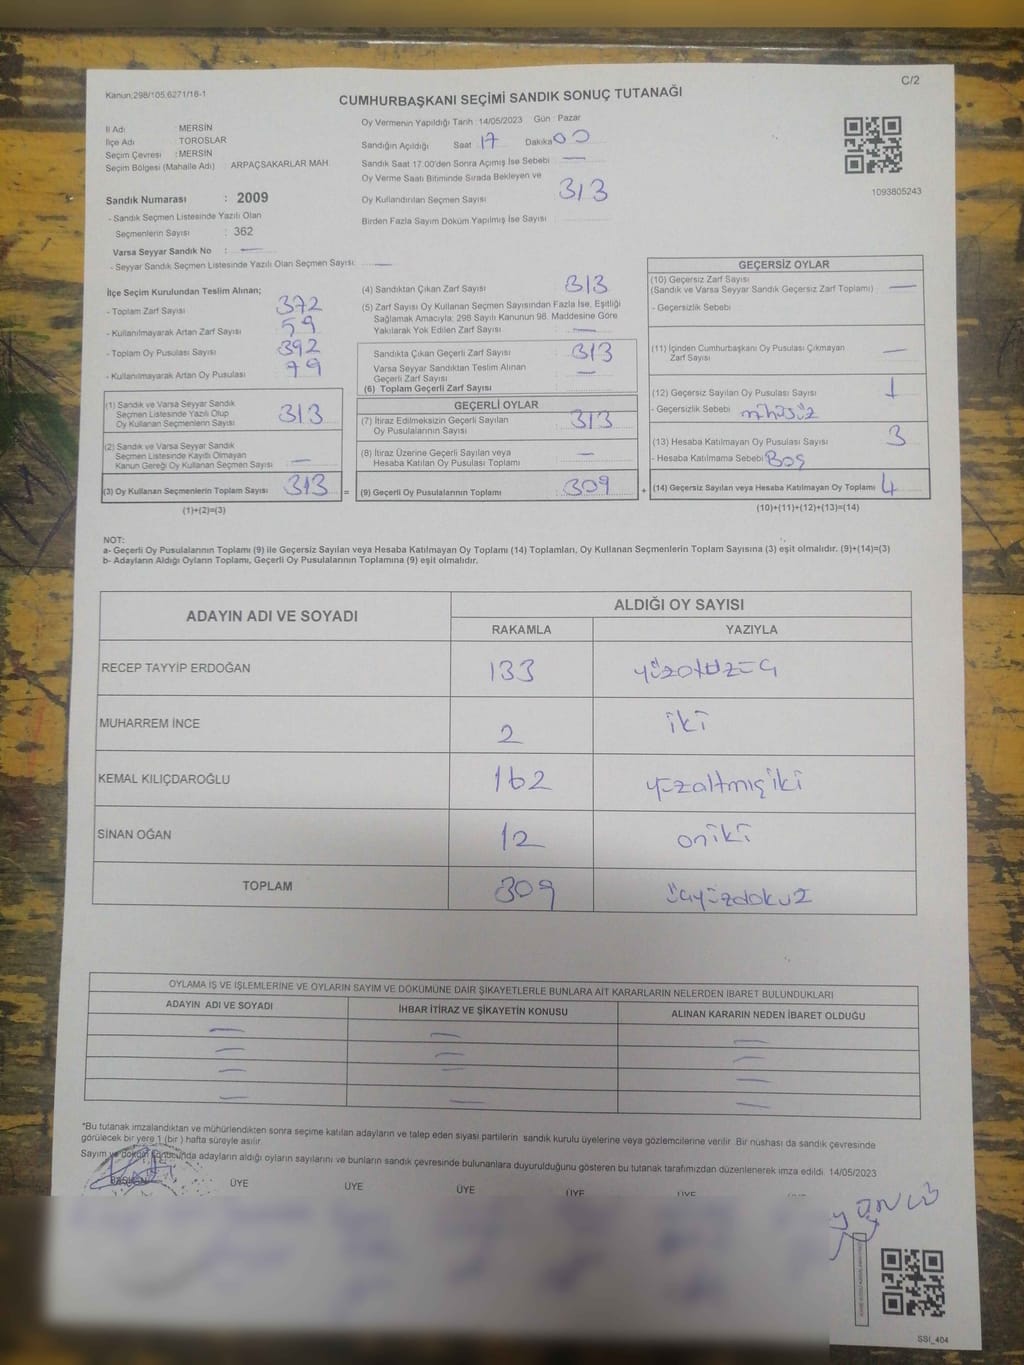 Kanun:298/105;6271/16-1
C/2
CUMHURBAŞKANI SEÇİMİ SANDIK SONUÇ TUTANAĞI
İl Adı : MERSİN
İlçe Adı : TOROSLAR
Seçim Çevresi : MERSİN
Seçim Bölgesi (Mahalle Adı) : ARPAÇSAKARLAR MAH.
Sandık Numarası : 2009
- Sandık Seçmen Listesinde Yazılı Olan
Seçmenlerin Sayısı : 362
Varsa Seyyar Sandık No : —
- Seyyar Sandık Seçmen Listesinde Yazılı Olan Seçmen Sayısı: —
Oy Vermenin Yapıldığı Tarih :14/05/2023 Gün : Pazar
Sandığın Açıldığı Saat 17 Dakika 00
Sandık Saat 17.00'den Sonra Açılmış İse Sebebi —
Oy Verme Saati Bitiminde Sırada Bekleyen ve
Oy Kullandırılan Seçmen Sayısı 313
Birden Fazla Sayım Döküm Yapılmış İse Sayısı
1093805243
İlçe Seçim Kurulundan Teslim Alınan;
- Toplam Zarf Sayısı 372
- Kullanılmayarak Artan Zarf Sayısı 59
- Toplam Oy Pusulası Sayısı 392
- Kullanılmayarak Artan Oy Pusulası 79
(1) Sandık ve Varsa Seyyar Sandık
Seçmen Listesinde Yazılı Olup
Oy Kullanan Seçmenlerin Sayısı 313
(2) Sandık ve Varsa Seyyar Sandık
Seçmen Listesinde Kayıtlı Olmayan
Kanun Gereği Oy Kullanan Seçmen Sayısı —
(3) Oy Kullanan Seçmenlerin Toplam Sayısı 313 =
(1)+(2)=(3)
(4) Sandıktan Çıkan Zarf Sayısı 313
(5) Zarf Sayısı Oy Kullanan Seçmen Sayısından Fazla İse, Eşitliği
Sağlamak Amacıyla; 298 Sayılı Kanunun 98. Maddesine Göre
Yakılarak Yok Edilen Zarf Sayısı —
Sandıkta Çıkan Geçerli Zarf Sayısı 313
Varsa Seyyar Sandıktan Teslim Alınan
Geçerli Zarf Sayısı —
(6) Toplam Geçerli Zarf Sayısı
GEÇERLİ OYLAR
(7) İtiraz Edilmeksizin Geçerli Sayılan
Oy Pusulalarının Sayısı 313
(8) İtiraz Üzerine Geçerli Sayılan veya
Hesaba Katılan Oy Pusulası Toplamı —
(9) Geçerli Oy Pusulalarının Toplamı 309 +
GEÇERSİZ OYLAR
(10) Geçersiz Zarf Sayısı
(Sandık ve Varsa Seyyar Sandık Geçersiz Zarf Toplamı) —
- Geçersizlik Sebebi
(11) İçinden Cumhurbaşkanı Oy Pusulası Çıkmayan
Zarf Sayısı —
(12) Geçersiz Sayılan Oy Pusulası Sayısı 1
- Geçersizlik Sebebi mühüsüz
(13) Hesaba Katılmayan Oy Pusulası Sayısı 3
- Hesaba Katılmama Sebebi Boş
(14) Geçersiz Sayılan veya Hesaba Katılmayan Oy Toplamı 4
(10)+(11)+(12)+(13)=(14)
NOT:
a- Geçerli Oy Pusulalarının Toplamı (9) ile Geçersiz Sayılan veya Hesaba Katılmayan Oy Toplamı (14) Toplamları, Oy Kullanan Seçmenlerin Toplam Sayısına (3) eşit olmalıdır. (9)+(14)=(3)
b- Adayların Aldığı Oyların Toplamı, Geçerli Oy Pusulalarının Toplamına (9) eşit olmalıdır.
ADAYIN ADI VE SOYADI
ALDIĞI OY SAYISI
RAKAMLA YAZIYLA
RECEP TAYYİP ERDOĞAN 133 yüzotuzüç
MUHARREM İNCE 2 iki
KEMAL KILIÇDAROĞLU 162 yüzaltmışiki
SİNAN OĞAN 12 oniki
TOPLAM 309 üçyüzdokuz
OYLAMA İŞ VE İŞLEMLERİNE VE OYLARIN SAYIM VE DÖKÜMÜNE DAİR ŞİKAYETLERLE BUNLARA AİT KARARLARIN NELERDEN İBARET BULUNDUKLARI
ADAYIN ADI VE SOYADI İHBAR İTİRAZ VE ŞİKAYETİN KONUSU ALINAN KARARIN NEDEN İBARET OLDUĞU
— — —
— — —
— — —
— — —
*Bu tutanak imzalandıktan ve mühürlendikten sonra seçime katılan adayların ve talep eden siyasi partilerin sandık kurulu üyelerine veya gözlemcilerine verilir. Bir nüshası da sandık çevresinde
görülecek bir yere 1 (bir) hafta süreyle asılır.
Sayım ve döküm sonucunda adayların aldığı oyların sayılarını ve bunların sandık çevresinde bulunanlara duyurulduğunu gösteren bu tutanak tarafımızdan düzenlenerek imza edildi. 14/05/2023
BAŞKAN ÜYE ÜYE ÜYE ÜYE ÜYE
SSI_404